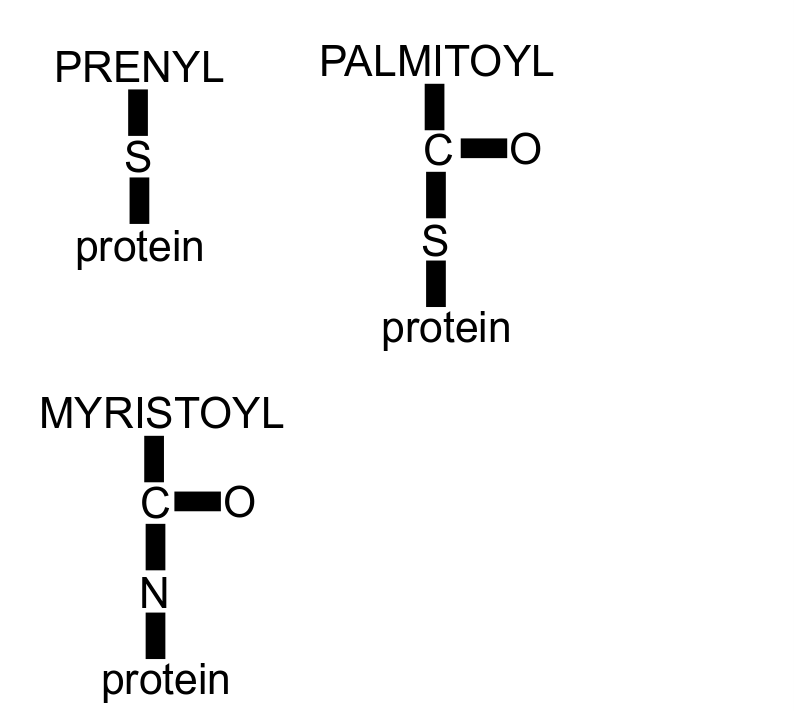 PRENYL
S
protein
PALMITOYL
C O
S
protein
MYRISTOYL
C O
N
protein